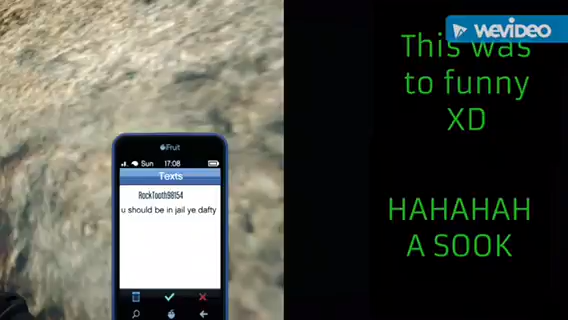 WEVIDEO
This was
to funny
XD
HAHAHAH
A SOOK
iFruit
Sun 17:08
Texts
RockTooth98154
u should be in jail ye dafty